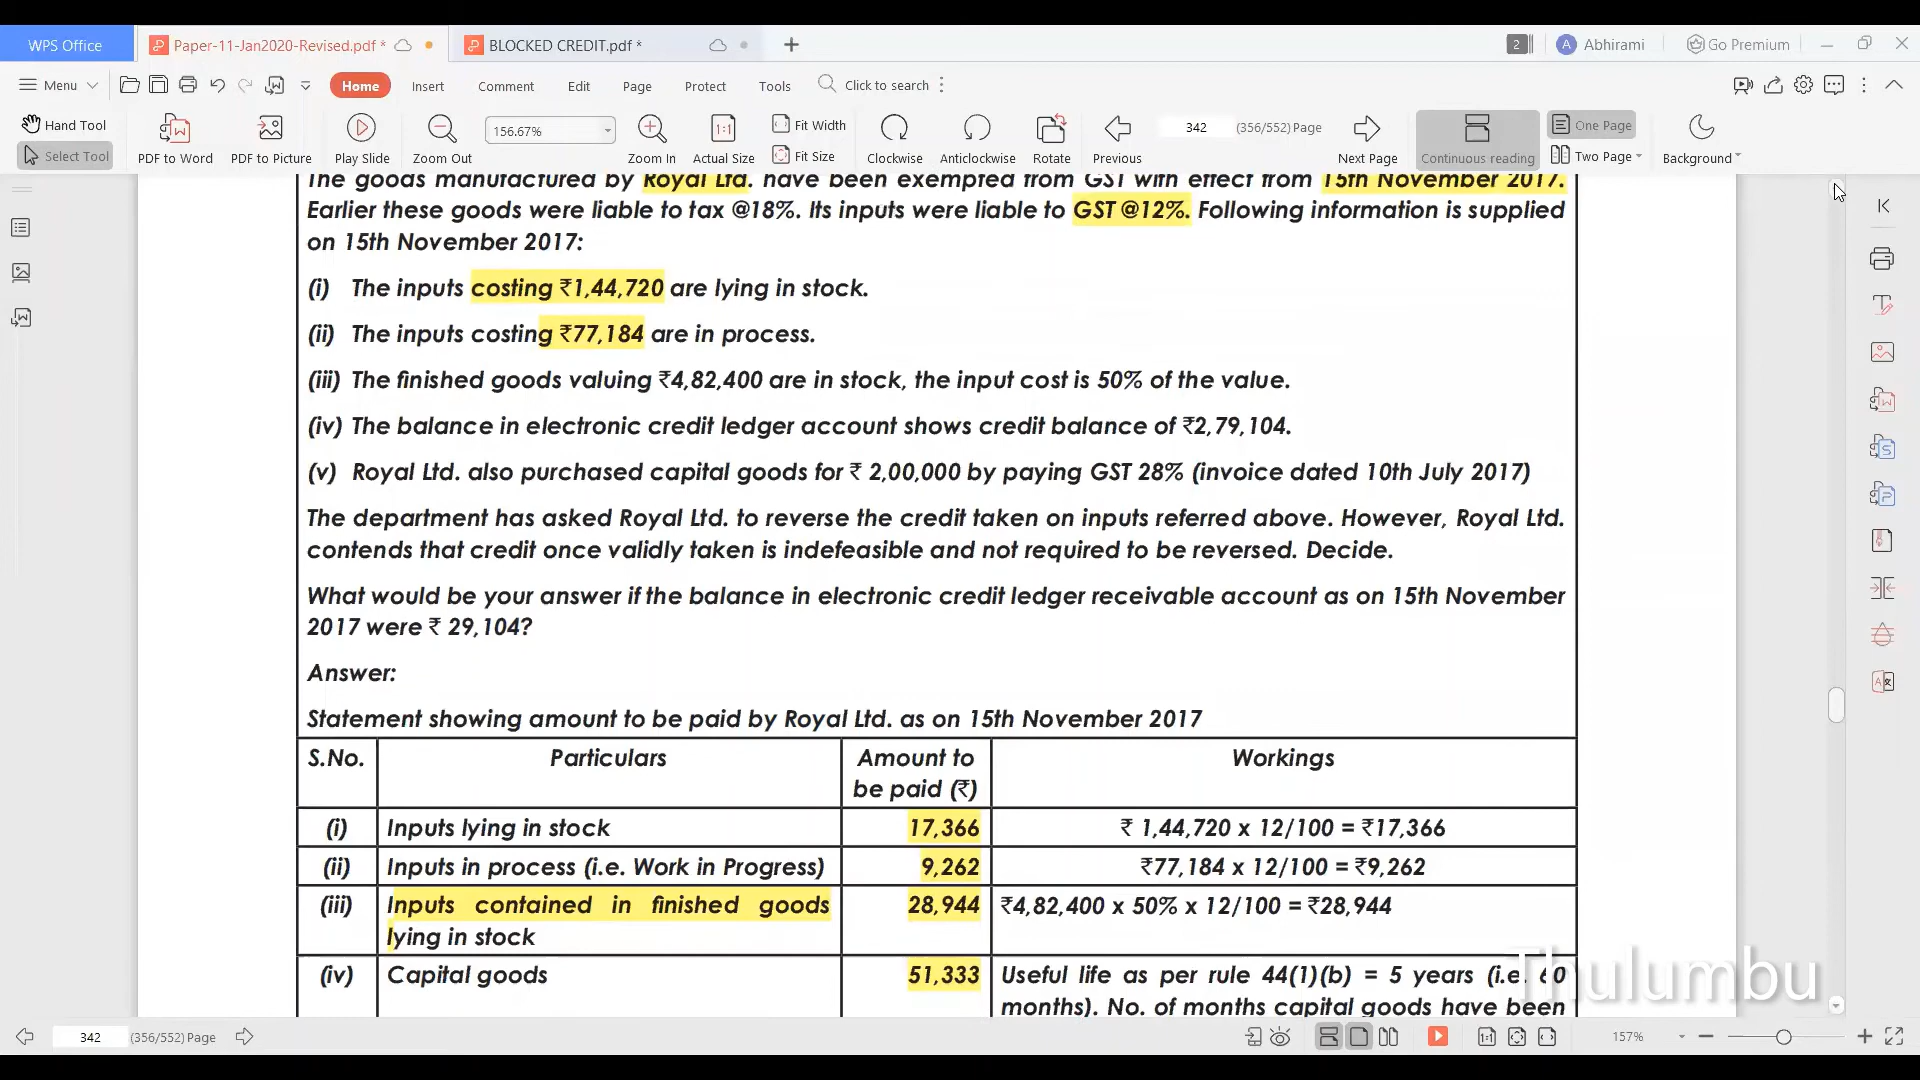 WPS Office
Paper-11-Jan2020-Revised.pdf *
BLOCKED CREDIT.pdf *
2
A Abhirami
Go Premium
Menu
Home
Insert
Comment
Edit
Page
Protect
Tools
Click to search
Hand Tool
Select Tool
PDF to Word
PDF to Picture
Play Slide
Zoom Out
156.67%
Zoom In
1:1
Actual Size
Fit Width
Fit Size
Clockwise
Anticlockwise
Rotate
Previous
342 (356/552) Page
Next Page
Continuous reading
One Page
Two Page
Background
The goods manufactured by Royal Ltd. have been exempted from GST with effect from 15th November 2017.
Earlier these goods were liable to tax @18%. Its inputs were liable to GST @12%. Following information is supplied
on 15th November 2017:
(i) The inputs costing ₹1,44,720 are lying in stock.
(ii) The inputs costing ₹77,184 are in process.
(iii) The finished goods valuing ₹4,82,400 are in stock, the input cost is 50% of the value.
(iv) The balance in electronic credit ledger account shows credit balance of ₹2,79,104.
(v) Royal Ltd. also purchased capital goods for ₹ 2,00,000 by paying GST 28% (invoice dated 10th July 2017)
The department has asked Royal Ltd. to reverse the credit taken on inputs referred above. However, Royal Ltd.
contends that credit once validly taken is indefeasible and not required to be reversed. Decide.
What would be your answer if the balance in electronic credit ledger receivable account as on 15th November
2017 were ₹ 29,104?
Answer:
Statement showing amount to be paid by Royal Ltd. as on 15th November 2017
S.No. Particulars Amount to be paid (₹) Workings
(i) Inputs lying in stock 17,366 ₹ 1,44,720 x 12/100 = ₹17,366
(ii) Inputs in process (i.e. Work in Progress) 9,262 ₹77,184 x 12/100 = ₹9,262
(iii) Inputs contained in finished goods 28,944 ₹4,82,400 x 50% x 12/100 = ₹28,944
lying in stock
(iv) Capital goods 51,333 Useful life as per rule 44(1)(b) = 5 years (i.e. 60
months). No. of months capital goods have been
Thulumbu
342 (356/552) Page
1:1
157%